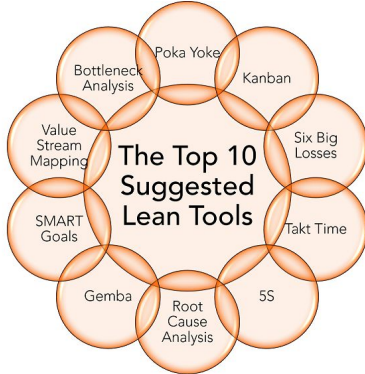 The Top 10
Suggested
Lean Tools
Poka Yoke
Kanban
Six Big
Losses
Takt Time
5S
Root
Cause
Analysis
Gemba
SMART
Goals
Value
Stream
Mapping
Bottleneck
Analysis